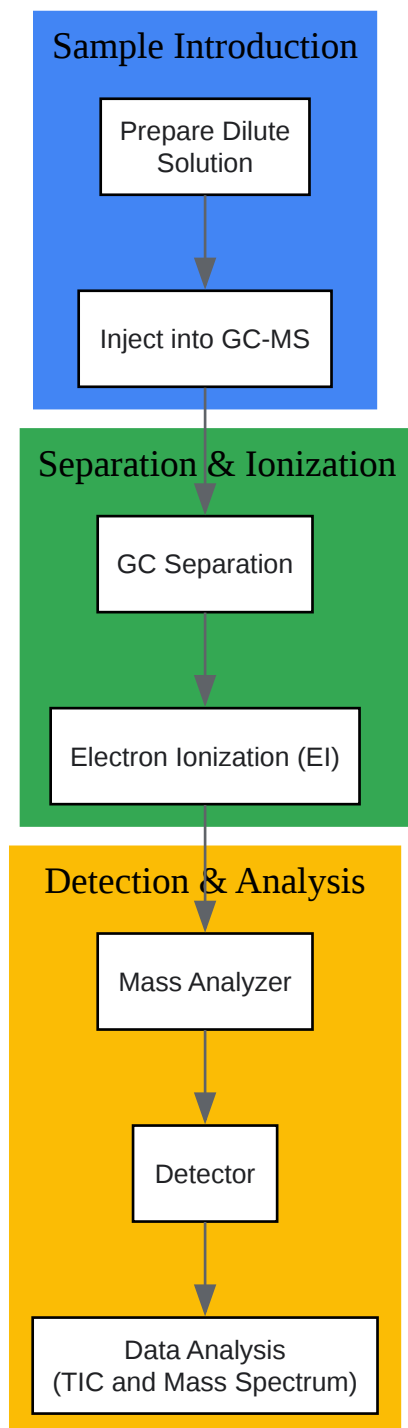 Sample Introduction
Prepare Dilute
Solution
Inject into GC-MS
Separation & Ionization
GC Separation
Electron Ionization (EI)
Detection & Analysis
Mass Analyzer
Detector
Data Analysis
(TIC and Mass Spectrum)